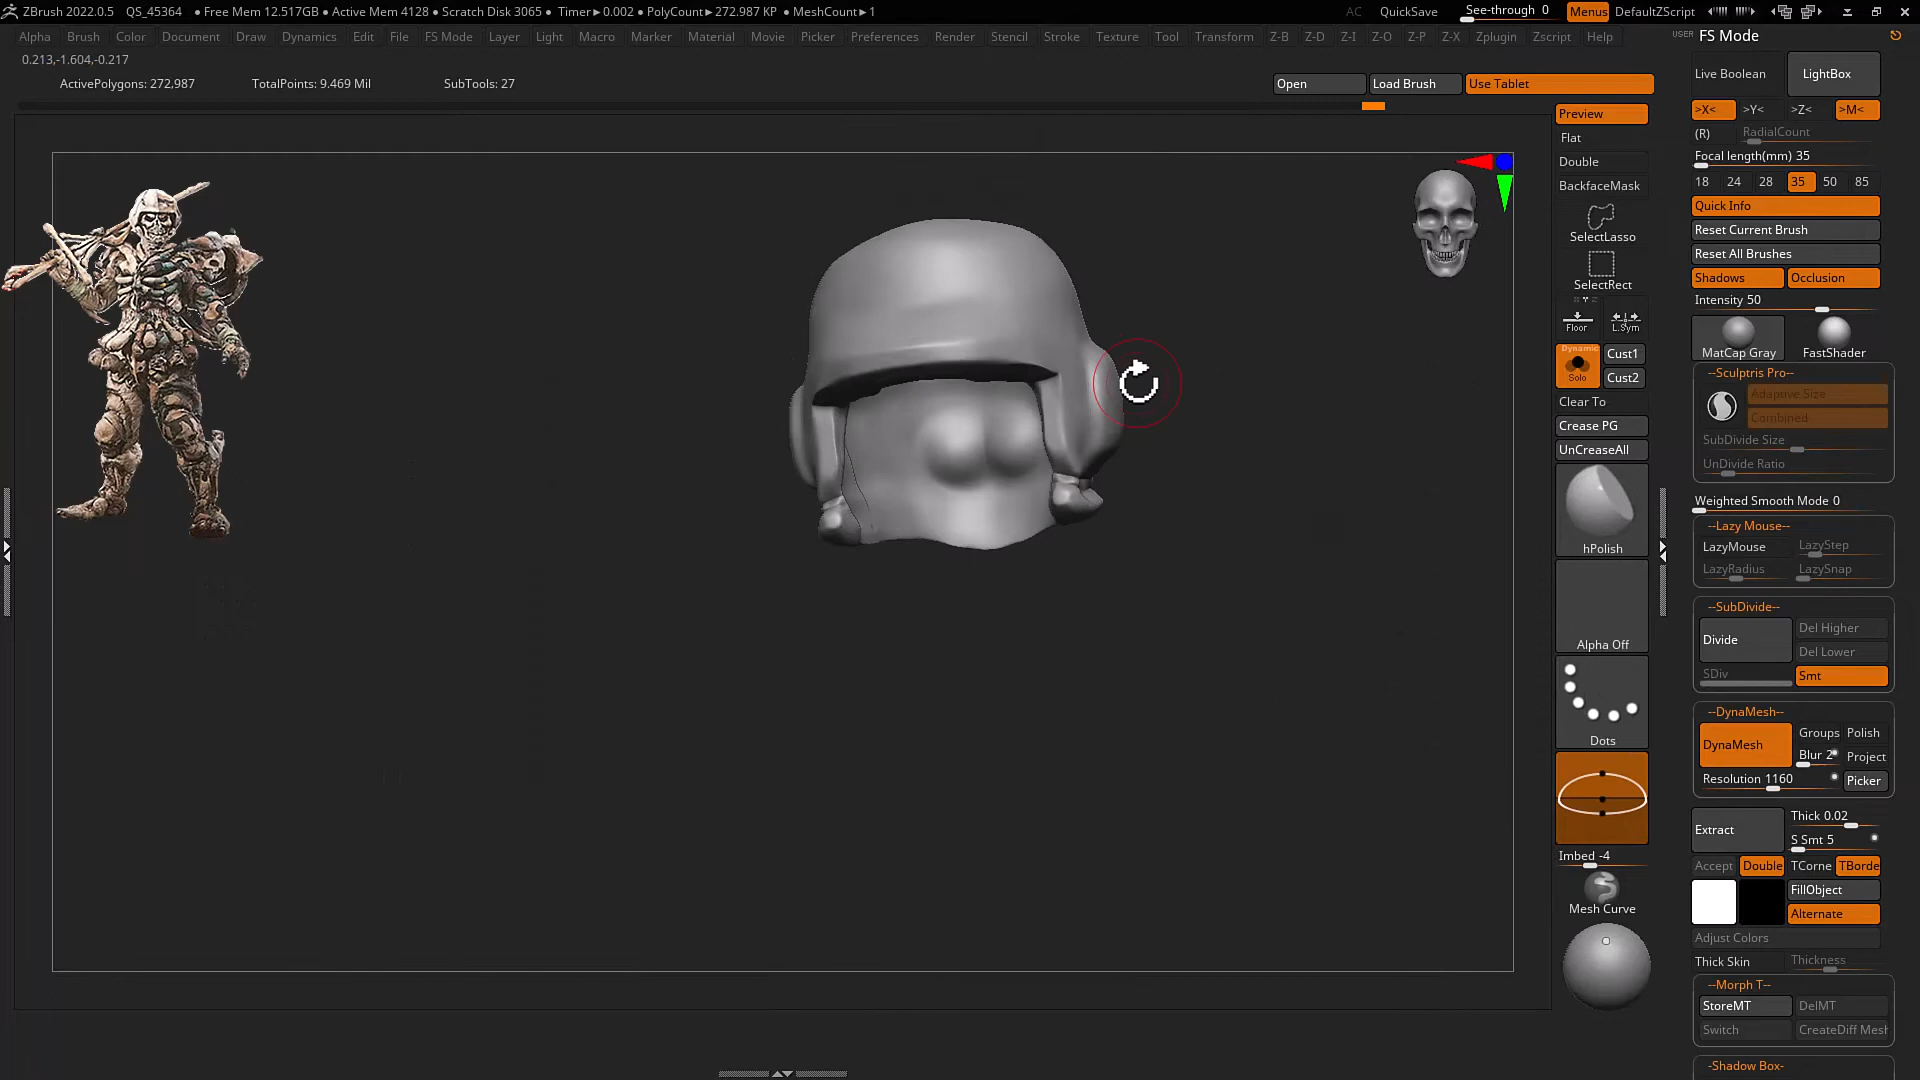 ZBrush 2022.0.5 QS_45364 ● Free Mem 12.517GB ● Active Mem 4128 ● Scratch Disk 3065 ● Timer►0.002 ● PolyCount►272.987 KP ● MeshCount►1 AC QuickSave See-through 0 Menus DefaultZScript
Alpha Brush Color Document Draw Dynamics Edit File FS Mode Layer Light Macro Marker Material Movie Picker Preferences Render Stencil Stroke Texture Tool Transform Z-B Z-D Z-I Z-O Z-P Z-X Zplugin Zscript Help USER FS Mode
0.213,-1.604,-0.217
ActivePolygons: 272,987 TotalPoints: 9.469 Mil SubTools: 27 Open Load Brush Use Tablet
Preview
Flat
Double
BackfaceMask
SelectLasso
SelectRect
Floor L.Sym
Dynamic
Solo
Cust1
Cust2
Clear To
Crease PG
UnCreaseAll
hPolish
Alpha Off
Dots
Imbed -4
Mesh Curve
Live Boolean LightBox
>X< >Y< >Z< >M<
(R) RadialCount
Focal length(mm) 35
18 24 28 35 50 85
Quick Info
Reset Current Brush
Reset All Brushes
Shadows Occlusion
Intensity 50
MatCap Gray FastShader
--Sculptris Pro--
Adaptive Size
Combined
SubDivide Size
UnDivide Ratio
Weighted Smooth Mode 0
--Lazy Mouse--
LazyMouse LazyStep
LazyRadius LazySnap
--SubDivide--
Divide Del Higher
Del Lower
SDiv Smt
--DynaMesh--
DynaMesh Groups Polish
Blur 2 Project
Resolution 1160 Picker
Extract Thick 0.02
S Smt 5
Accept Double TCorne TBorde
FillObject
Alternate
Adjust Colors
Thick Skin Thickness
--Morph T--
StoreMT DelMT
Switch CreateDiff Mesh
-Shadow Box-